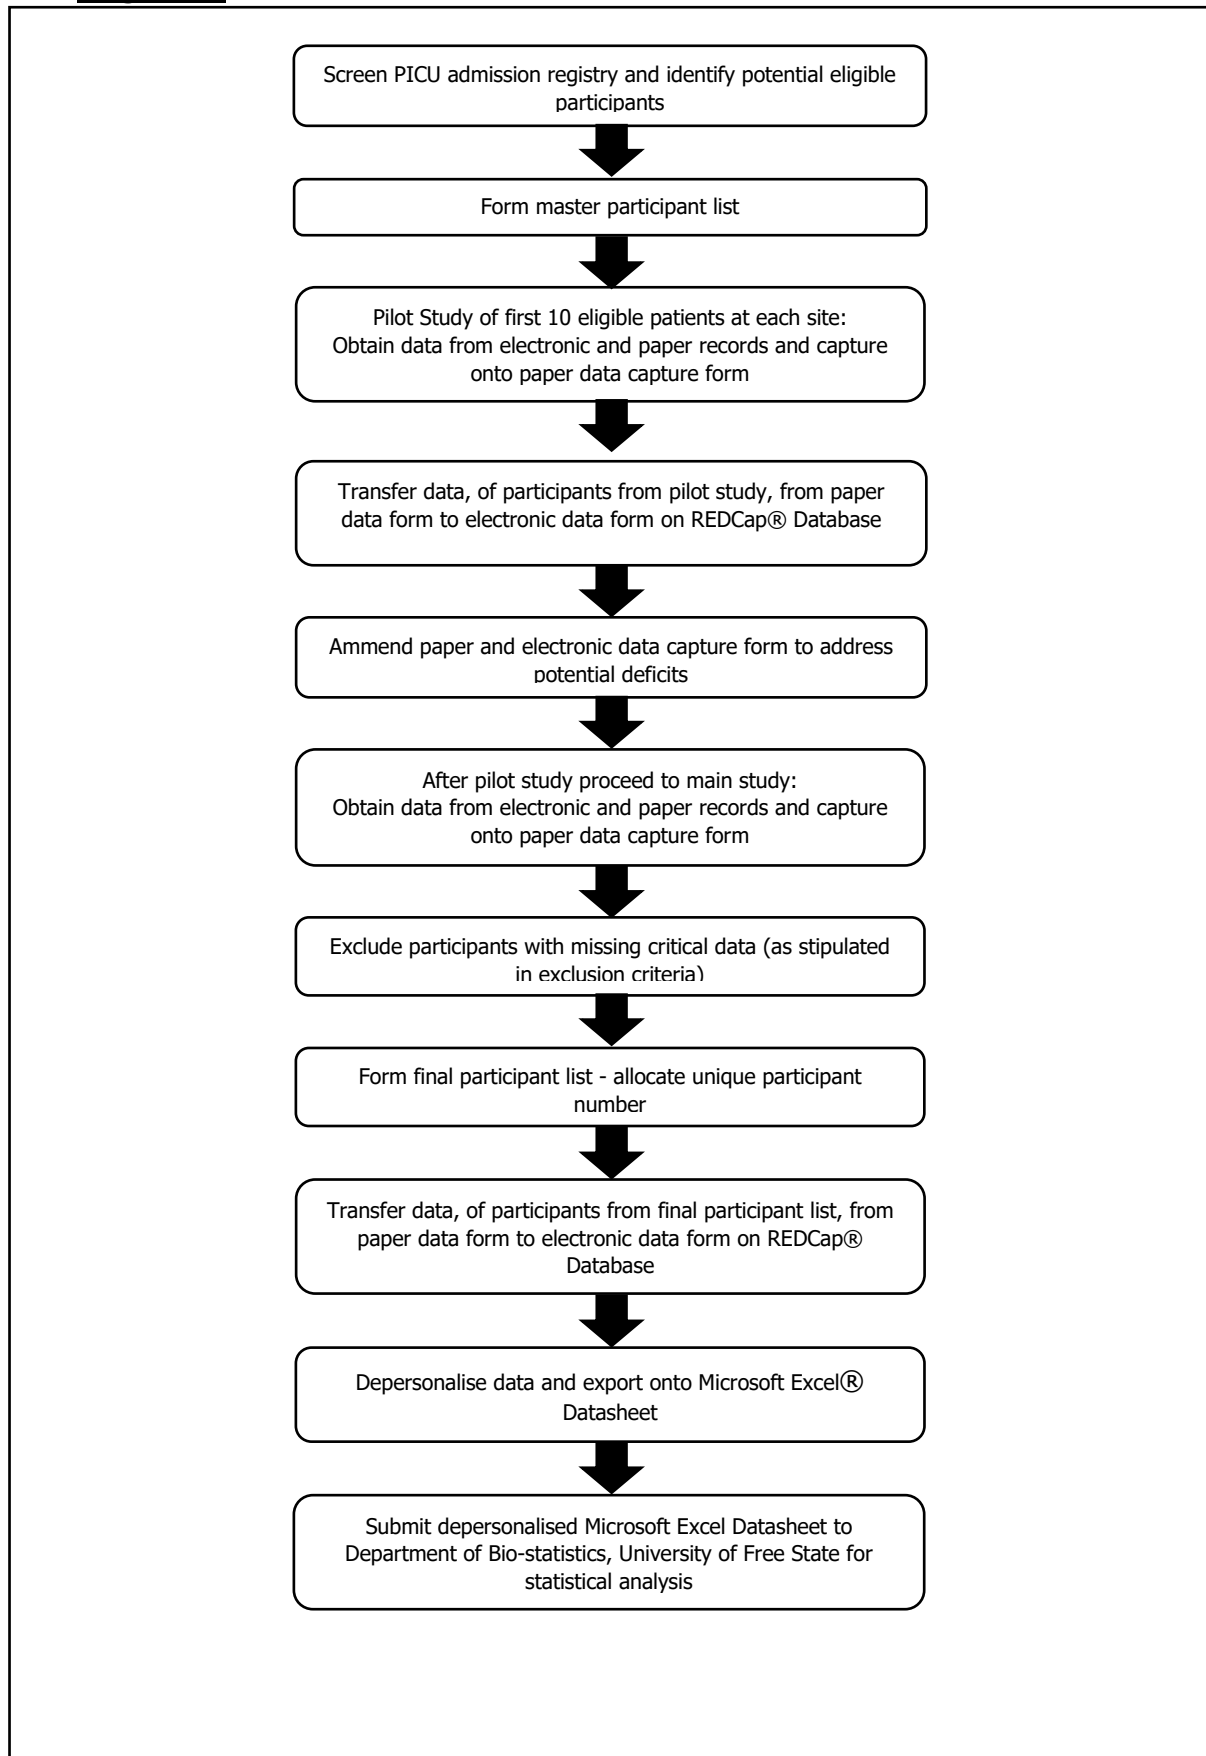 Screen PICU admission registry and identify potential eligible
participants
Form master participant list
Pilot Study of first 10 eligible patients at each site:
Obtain data from electronic and paper records and capture
onto paper data capture form
Transfer data, of participants from pilot study, from paper
data form to electronic data form on REDCap® Database
Ammend paper and electronic data capture form to address
potential deficits
After pilot study proceed to main study:
Obtain data from electronic and paper records and capture
onto paper data capture form
Exclude participants with missing critical data (as stipulated
in exclusion criteria)
Form final participant list - allocate unique participant
number
Transfer data, of participants from final participant list, from
paper data form to electronic data form on REDCap®
Database
Depersonalise data and export onto Microsoft Excel®
Datasheet
Submit depersonalised Microsoft Excel Datasheet to
Department of Bio-statistics, University of Free State for
statistical analysis